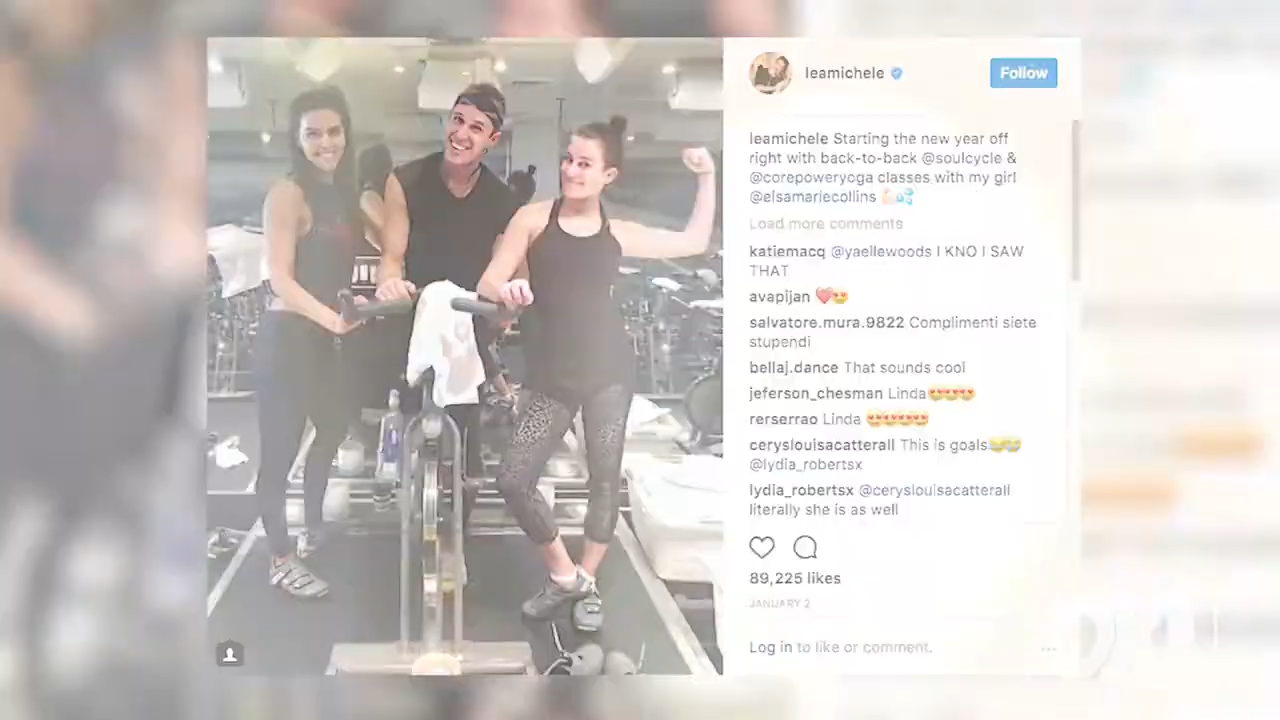 leamichele
Follow
leamichele Starting the new year off
right with back-to-back @soulcycle &
@corepoweryoga classes with my girl
@elsamariecollins 💪🏻💦
Load more comments
katiemacq @yaellewoods I KNO I SAW
THAT
avapijan ❤️😍
salvatore.mura.9822 Complimenti siete
stupendi
bellaj.dance That sounds cool
jeferson_chesman Linda😍😍😍😍
rerserrao Linda 😍😍😍😍😍
ceryslouisacatterall This is goals😂😂
@lydia_robertsx
lydia_robertsx @ceryslouisacatterall
literally she is as well
89,225 likes
JANUARY 2
Log in to like or comment.